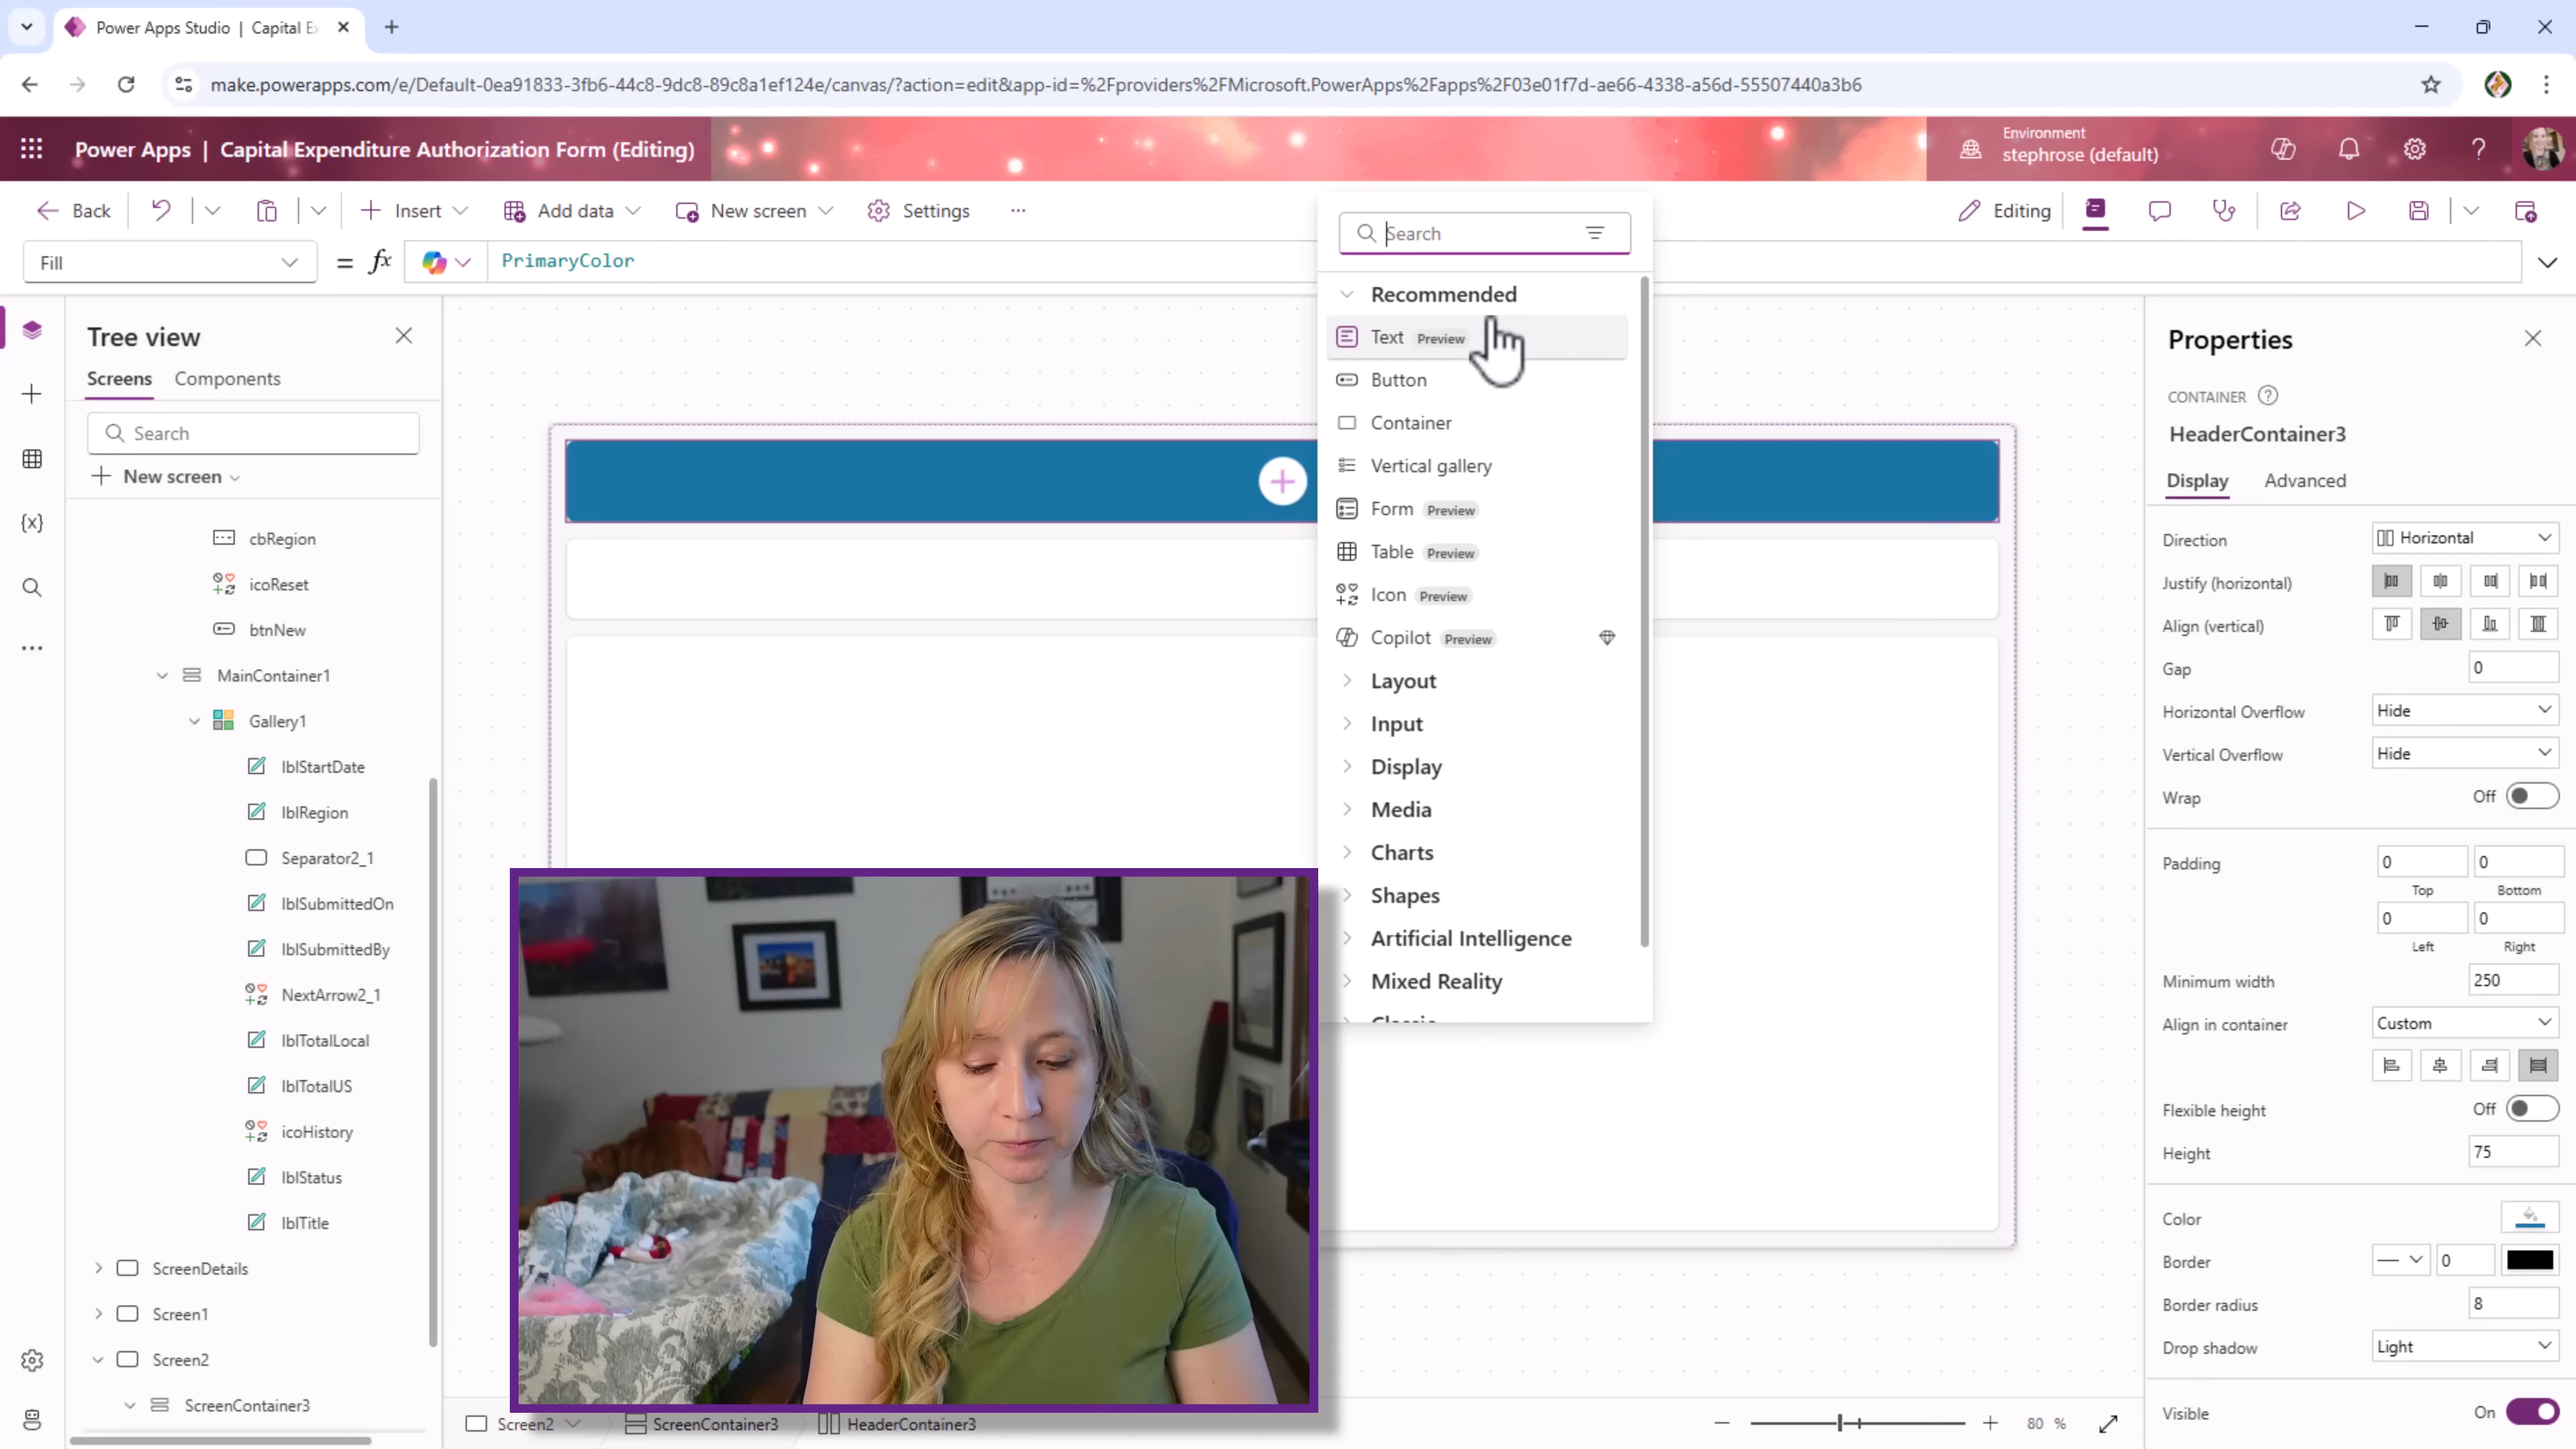 Power Apps Studio | Capital E
make.powerapps.com/e/Default-0ea91833-3fb6-44c8-9dc8-89c8a1ef124e/canvas/?action=edit&app-id=%2Fproviders%2FMicrosoft.PowerApps%2Fapps%2F03e01f7d-ae66-4338-a56d-55507440a3b6
Power Apps | Capital Expenditure Authorization Form (Editing)
Environment
stephrose (default)
Back
Insert
Add data
New screen
Settings
Editing
Fill
= fx
PrimaryColor
Tree view
Screens
Components
Search
New screen
cbRegion
icoReset
btnNew
MainContainer1
Gallery1
lblStartDate
lblRegion
Separator2_1
lblSubmittedOn
lblSubmittedBy
NextArrow2_1
lblTotalLocal
lblTotalUS
icoHistory
lblStatus
lblTitle
ScreenDetails
Screen1
Screen2
ScreenContainer3
Search
Recommended
Text Preview
Button
Container
Vertical gallery
Form Preview
Table Preview
Icon Preview
Copilot Preview
Layout
Input
Display
Media
Charts
Shapes
Artificial Intelligence
Mixed Reality
Classic
Screen2
ScreenContainer3
HeaderContainer3
80 %
Properties
CONTAINER
HeaderContainer3
Display
Advanced
Direction
Horizontal
Justify (horizontal)
Align (vertical)
Gap
0
Horizontal Overflow
Hide
Vertical Overflow
Hide
Wrap
Off
Padding
0 0
Top Bottom
0 0
Left Right
Minimum width
250
Align in container
Custom
Flexible height
Off
Height
75
Color
Border
0
Border radius
8
Drop shadow
Light
Visible
On